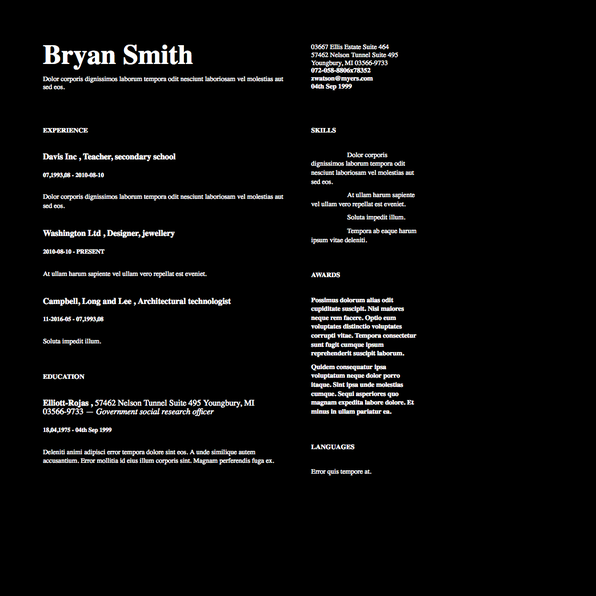 Bryan Smith
Dolor corporis dignissimos laborum tempora odit nesciunt laboriosam vel molestias aut
sed eos.
EXPERIENCE
Davis Inc , Teacher, secondary school
07,1993,08 - 2010-08-10
Dolor corporis dignissimos laborum tempora odit nesciunt laboriosam vel molestias aut
sed eos.
Washington Ltd , Designer, jewellery
2010-08-10 - PRESENT
At ullam harum sapiente vel ullam vero repellat est eveniet.
Campbell, Long and Lee , Architectural technologist
11-2016-05 - 07,1993,08
Soluta impedit illum.
EDUCATION
Elliott-Rojas , 57462 Nelson Tunnel Suite 495 Youngbury, MI
03566-9733 — Government social research officer
18,04,1975 - 04th Sep 1999
Deleniti animi adipisci error tempora dolore sint eos. A unde similique autem
accusantium. Error mollitia id eius illum corporis sint. Magnam perferendis fuga ex.
03667 Ellis Estate Suite 464
57462 Nelson Tunnel Suite 495
Youngbury, MI 03566-9733
072-058-8806x78352
zwatson@myers.com
04th Sep 1999
SKILLS
Dolor corporis
dignissimos laborum tempora odit
nesciunt laboriosam vel molestias aut
sed eos.
At ullam harum sapiente
vel ullam vero repellat est eveniet.
Soluta impedit illum.
Tempora ab eaque harum
ipsum vitae deleniti.
AWARDS
Possimus dolorum alias odit
cupiditate suscipit. Nisi maiores
neque rem facere. Optio cum
voluptates distinctio voluptates
corrupti vitae. Tempora consectetur
sunt fugit cumque ipsum
reprehenderit suscipit laborum.
Quidem consequatur ipsa
voluptatum neque dolor porro
itaque. Sint ipsa unde molestias
cumque. Sequi asperiores quo
magnam expedita labore dolore. Et
minus in ullam pariatur ea.
LANGUAGES
Error quis tempore at.